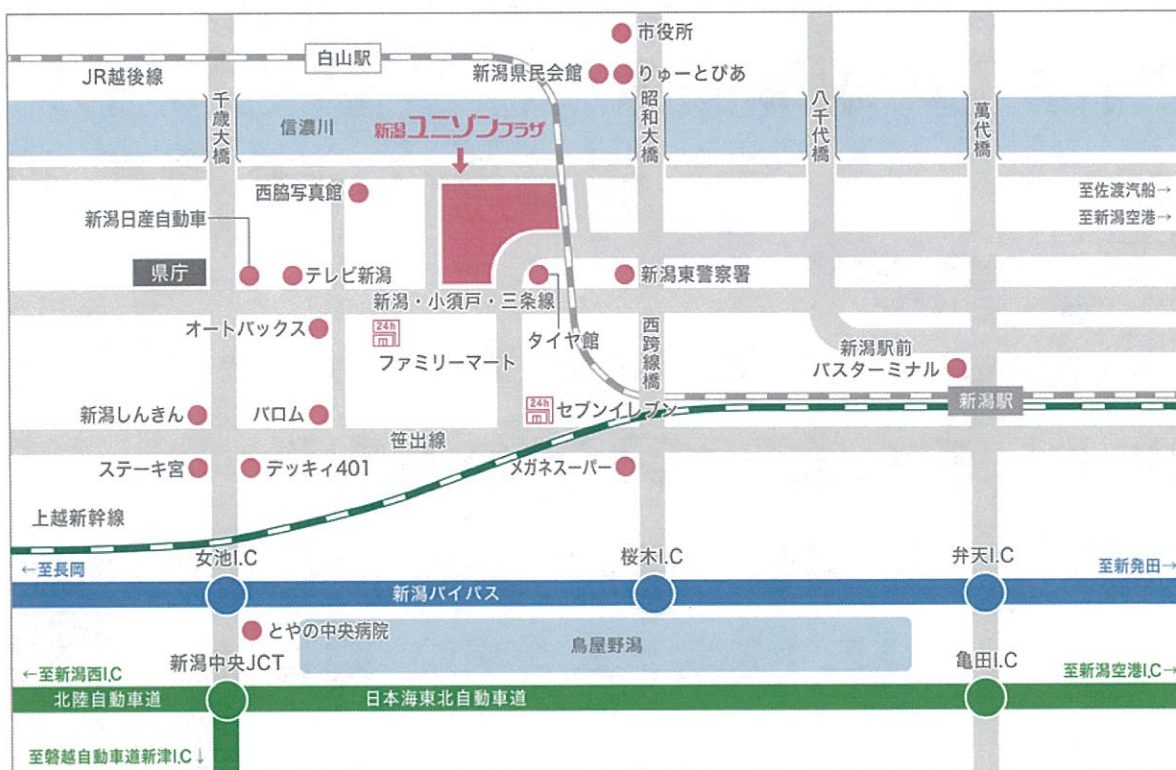 市役所
白山駅
JR越後線
新潟県民会館
りゅーとぴあ
千歳大橋
信濃川
新潟ユニゾンプラザ
昭和大橋
八千代橋
萬代橋
西脇写真館
至佐渡汽船→
新潟日産自動車
至新潟空港→
県庁
テレビ新潟
新潟東警察署
新潟・小須戸・三条線
オートバックス
24h
ファミリーマート
タイヤ館
西跨線橋
新潟駅前
バスターミナル
新潟駅
新潟しんきん
バロム
24h
セブンイレブン
笹出線
ステーキ宮
デッキィ401
メガネスーパー
上越新幹線
女池I.C
桜木I.C
弁天I.C
←至長岡
至新発田→
新潟バイパス
とやの中央病院
鳥屋野潟
新潟中央JCT
亀田I.C
←至新潟西I.C
至新潟空港I.C→
北陸自動車道
日本海東北自動車道
至磐越自動車道新津I.C↓